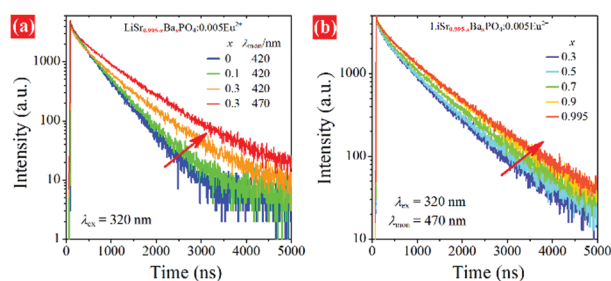 (a)
LiSr0.995-xBaxPO4:0.005Eu2+
x λmon/nm
0 420
0.1 420
0.3 420
0.3 470
λex = 320 nm
Intensity (a.u.)
1000
100
10
1
0 1000 2000 3000 4000 5000
Time (ns)
(b)
LiSr0.995-xBaxPO4:0.005Eu2+
x
0.3
0.5
0.7
0.9
0.995
λex = 320 nm
λmon = 470 nm
Intensity (a.u.)
1000
100
10
0 1000 2000 3000 4000 5000
Time (ns)